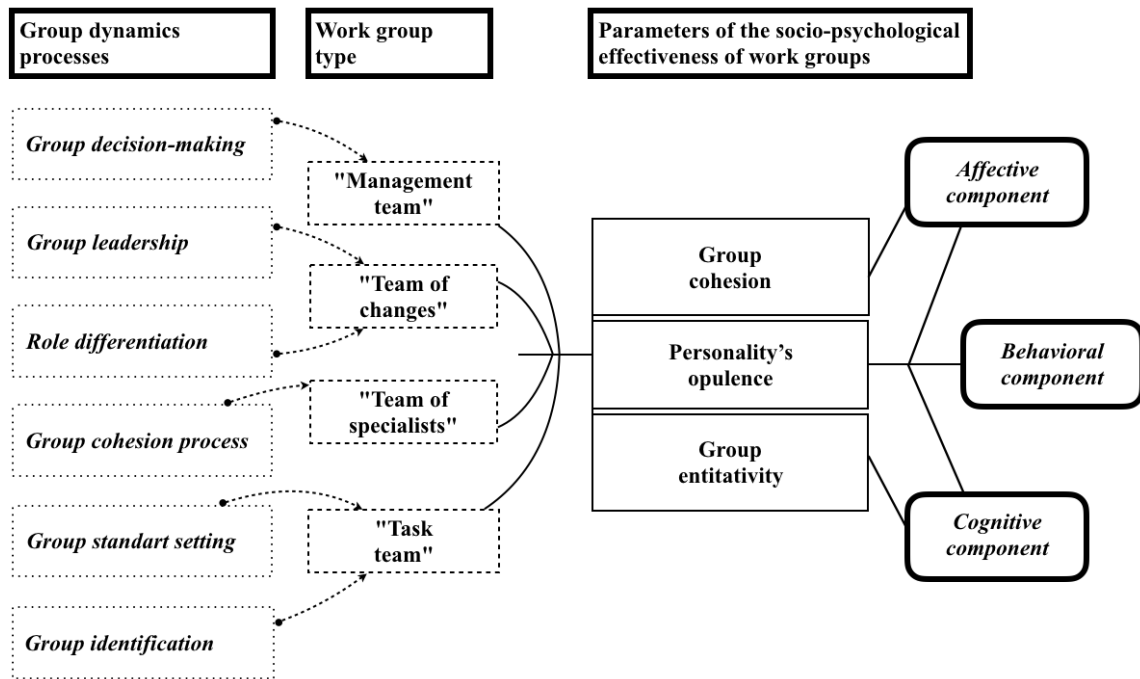 Group dynamics
processes
Work group
type
Parameters of the socio-psychological
effectiveness of work groups
Group decision-making
Group leadership
Role differentiation
Group cohesion process
Group standart setting
Group identification
"Management
team"
"Team of
changes"
"Team of
specialists"
"Task
team"
Group
cohesion
Personality’s
opulence
Group
entitativity
Affective
component
Behavioral
component
Cognitive
component